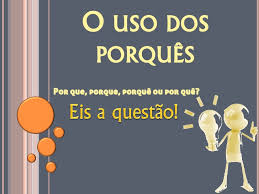 O USO DOS
PORQUÊS
POR QUE, PORQUE, PORQUÊ OU POR QUÊ?
Eis a questão!